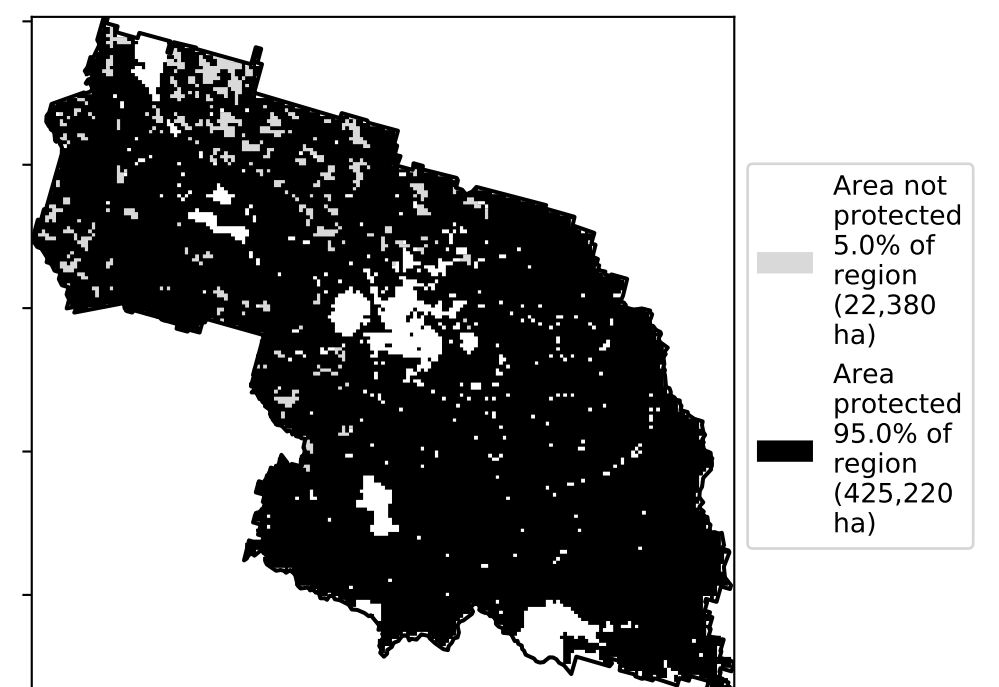 Area not
protected
5.0% of
region
(22,380
ha)
Area
protected
95.0% of
region
(425,220
ha)